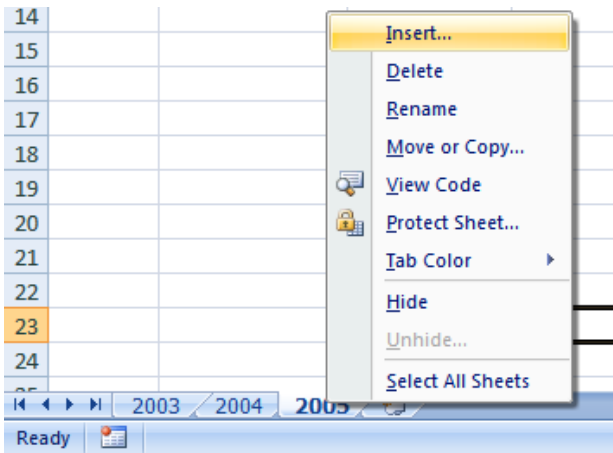 14
15
16
17
18
19
20
21
22
23
24
Insert...
Delete
Rename
Move or Copy...
View Code
Protect Sheet...
Tab Color
Hide
Unhide...
Select All Sheets
2003 2004 2005
Ready